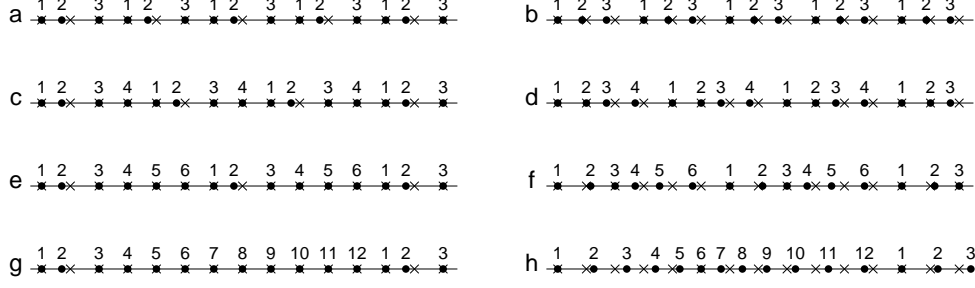 a 1 2 3 1 2 3 1 2 3 1 2 3 1 2 3
b 1 2 3 1 2 3 1 2 3 1 2 3 1 2 3
c 1 2 3 4 1 2 3 4 1 2 3 4 1 2 3
d 1 2 3 4 1 2 3 4 1 2 3 4 1 2 3
e 1 2 3 4 5 6 1 2 3 4 5 6 1 2 3
f 1 2 3 4 5 6 1 2 3 4 5 6 1 2 3
g 1 2 3 4 5 6 7 8 9 10 11 12 1 2 3
h 1 2 3 4 5 6 7 8 9 10 11 12 1 2 3